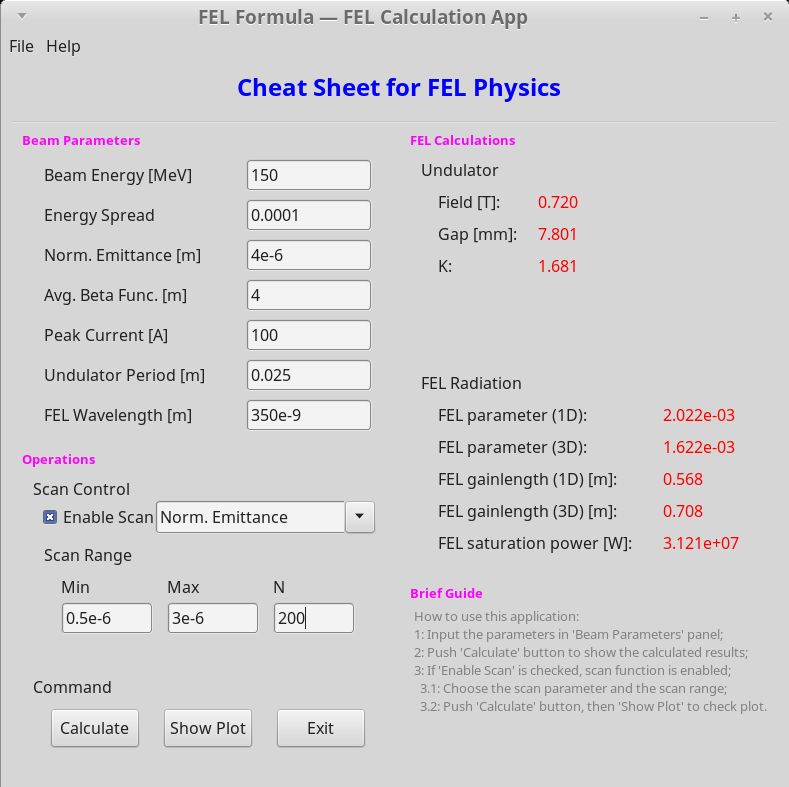 FEL Formula — FEL Calculation App
File Help
Cheat Sheet for FEL Physics
Beam Parameters
Beam Energy [MeV] 150
Energy Spread 0.0001
Norm. Emittance [m] 4e-6
Avg. Beta Func. [m] 4
Peak Current [A] 100
Undulator Period [m] 0.025
FEL Wavelength [m] 350e-9
Operations
Scan Control
Enable Scan Norm. Emittance
Scan Range
Min Max N
0.5e-6 3e-6 200
Command
Calculate Show Plot Exit
FEL Calculations
Undulator
Field [T]: 0.720
Gap [mm]: 7.801
K: 1.681
FEL Radiation
FEL parameter (1D): 2.022e-03
FEL parameter (3D): 1.622e-03
FEL gainlength (1D) [m]: 0.568
FEL gainlength (3D) [m]: 0.708
FEL saturation power [W]: 3.121e+07
Brief Guide
How to use this application:
1: Input the parameters in 'Beam Parameters' panel;
2: Push 'Calculate' button to show the calculated results;
3: If 'Enable Scan' is checked, scan function is enabled;
3.1: Choose the scan parameter and the scan range;
3.2: Push 'Calculate' button, then 'Show Plot' to check plot.